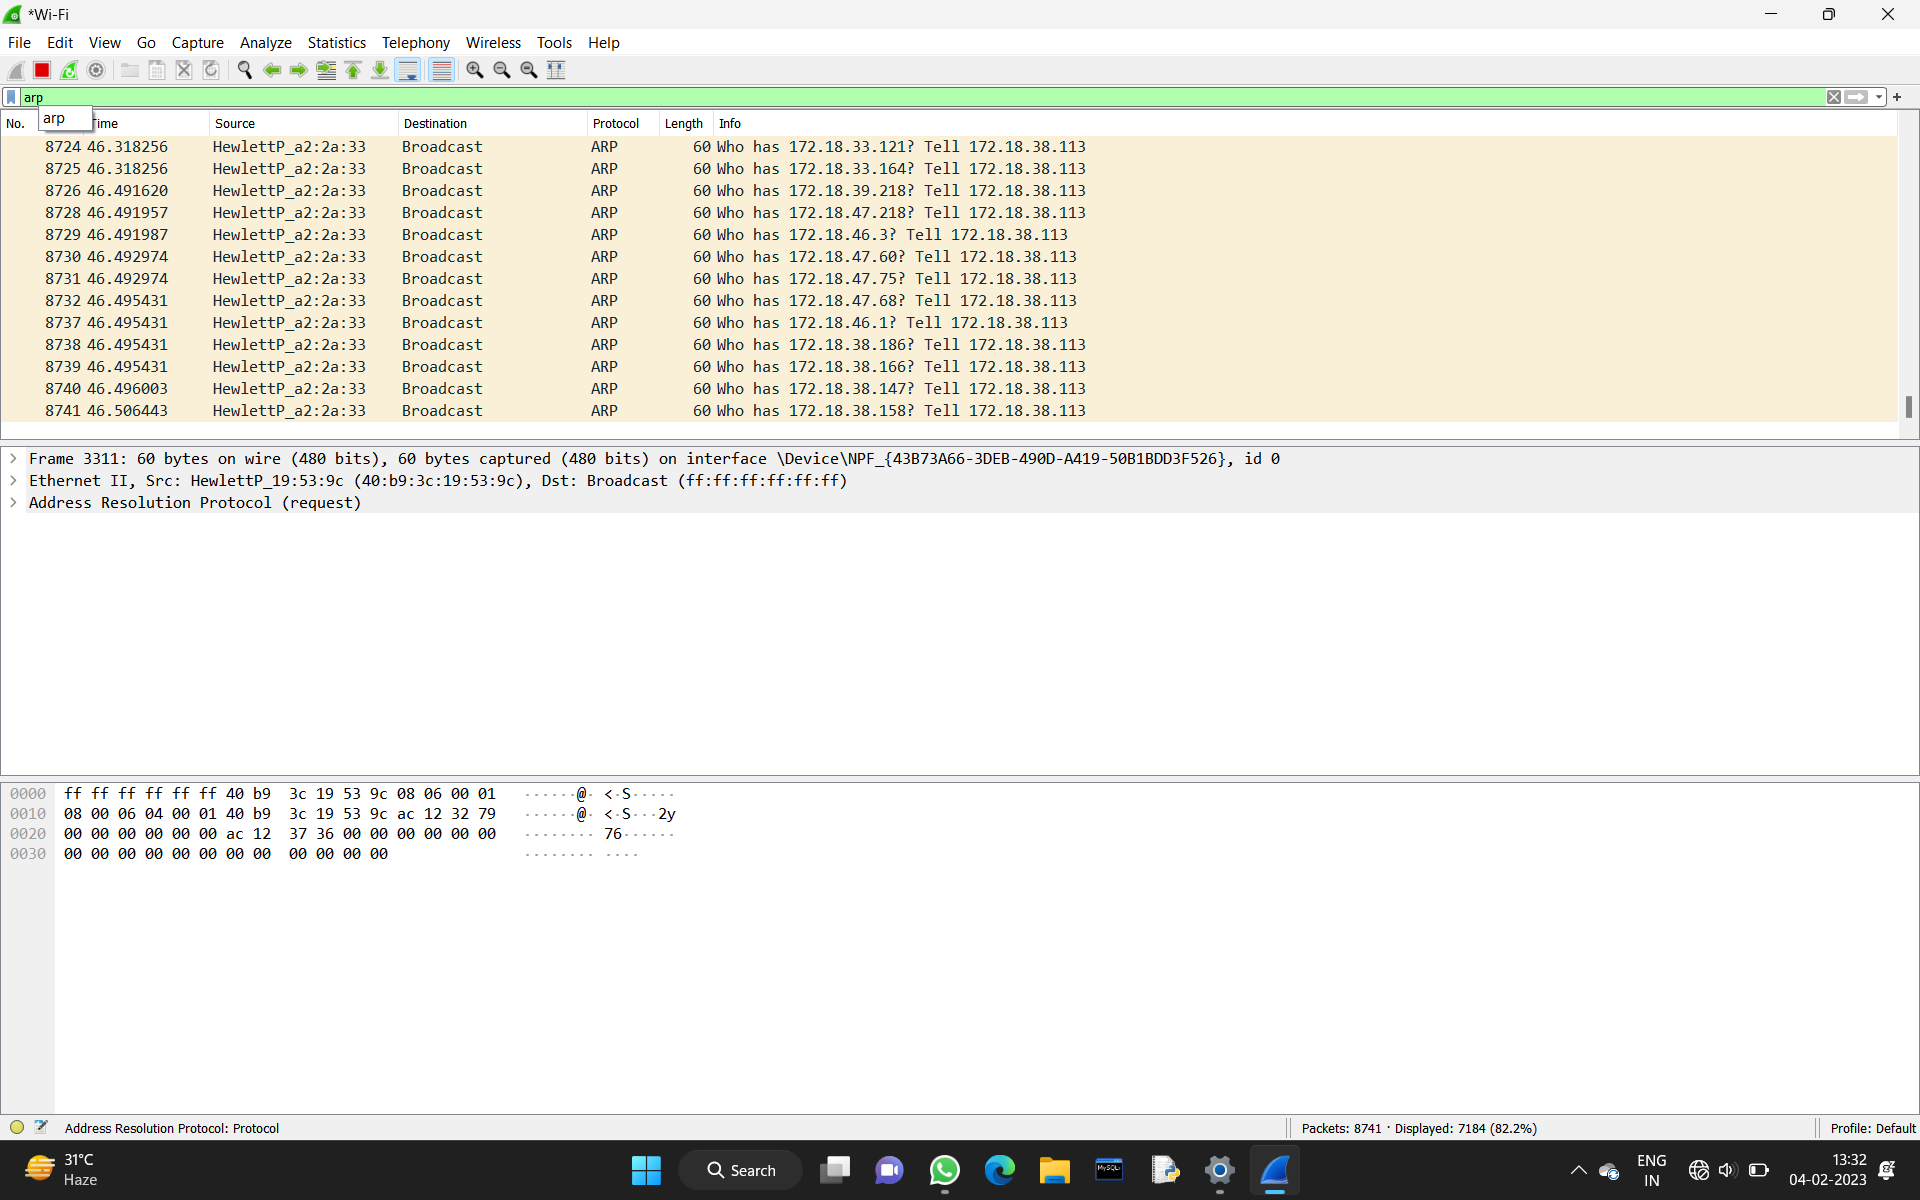 *Wi-Fi
File Edit View Go Capture Analyze Statistics Telephony Wireless Tools Help
arp
arp
No. Time Source Destination Protocol Length Info
8724 46.318256 HewlettP_a2:2a:33 Broadcast ARP 60 Who has 172.18.33.121? Tell 172.18.38.113
8725 46.318256 HewlettP_a2:2a:33 Broadcast ARP 60 Who has 172.18.33.164? Tell 172.18.38.113
8726 46.491620 HewlettP_a2:2a:33 Broadcast ARP 60 Who has 172.18.39.218? Tell 172.18.38.113
8728 46.491957 HewlettP_a2:2a:33 Broadcast ARP 60 Who has 172.18.47.218? Tell 172.18.38.113
8729 46.491987 HewlettP_a2:2a:33 Broadcast ARP 60 Who has 172.18.46.3? Tell 172.18.38.113
8730 46.492974 HewlettP_a2:2a:33 Broadcast ARP 60 Who has 172.18.47.60? Tell 172.18.38.113
8731 46.492974 HewlettP_a2:2a:33 Broadcast ARP 60 Who has 172.18.47.75? Tell 172.18.38.113
8732 46.495431 HewlettP_a2:2a:33 Broadcast ARP 60 Who has 172.18.47.68? Tell 172.18.38.113
8737 46.495431 HewlettP_a2:2a:33 Broadcast ARP 60 Who has 172.18.46.1? Tell 172.18.38.113
8738 46.495431 HewlettP_a2:2a:33 Broadcast ARP 60 Who has 172.18.38.186? Tell 172.18.38.113
8739 46.495431 HewlettP_a2:2a:33 Broadcast ARP 60 Who has 172.18.38.166? Tell 172.18.38.113
8740 46.496003 HewlettP_a2:2a:33 Broadcast ARP 60 Who has 172.18.38.147? Tell 172.18.38.113
8741 46.506443 HewlettP_a2:2a:33 Broadcast ARP 60 Who has 172.18.38.158? Tell 172.18.38.113
Frame 3311: 60 bytes on wire (480 bits), 60 bytes captured (480 bits) on interface \Device\NPF_{43B73A66-3DEB-490D-A419-50B1BDD3F526}, id 0
Ethernet II, Src: HewlettP_19:53:9c (40:b9:3c:19:53:9c), Dst: Broadcast (ff:ff:ff:ff:ff:ff)
Address Resolution Protocol (request)
0000 ff ff ff ff ff ff 40 b9 3c 19 53 9c 08 06 00 01 ······@· <·S·····
0010 08 00 06 04 00 01 40 b9 3c 19 53 9c ac 12 32 79 ······@· <·S···2y
0020 00 00 00 00 00 00 ac 12 37 36 00 00 00 00 00 00 ········ 76······
0030 00 00 00 00 00 00 00 00 00 00 00 00 ········ ····
Address Resolution Protocol: Protocol Packets: 8741 · Displayed: 7184 (82.2%) Profile: Default
31°C
Haze
Search
MySQL
ENG
IN
13:32
04-02-2023